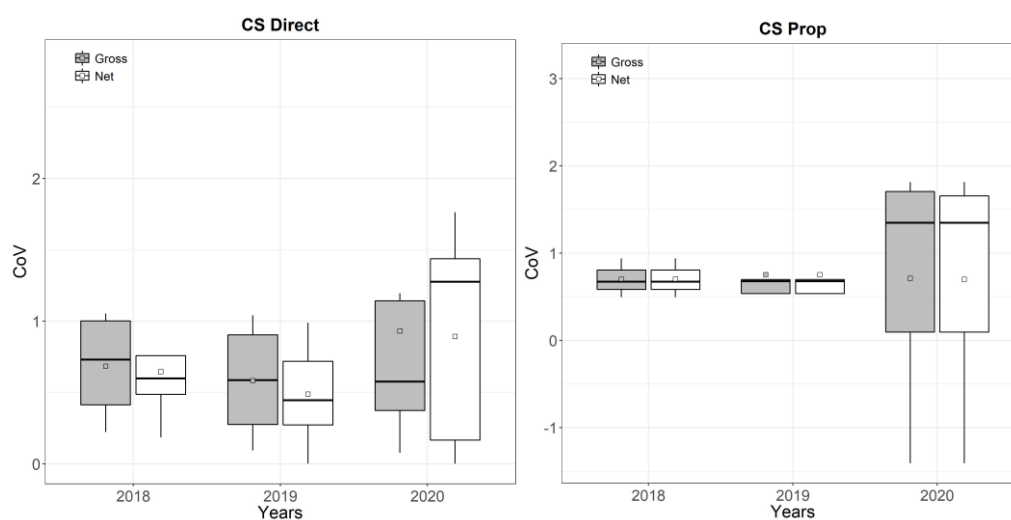 CS Direct
Gross
Net
2
1
0
CoV
2018 2019 2020
Years
CS Prop
Gross
Net
3
2
1
0
-1
CoV
2018 2019 2020
Years